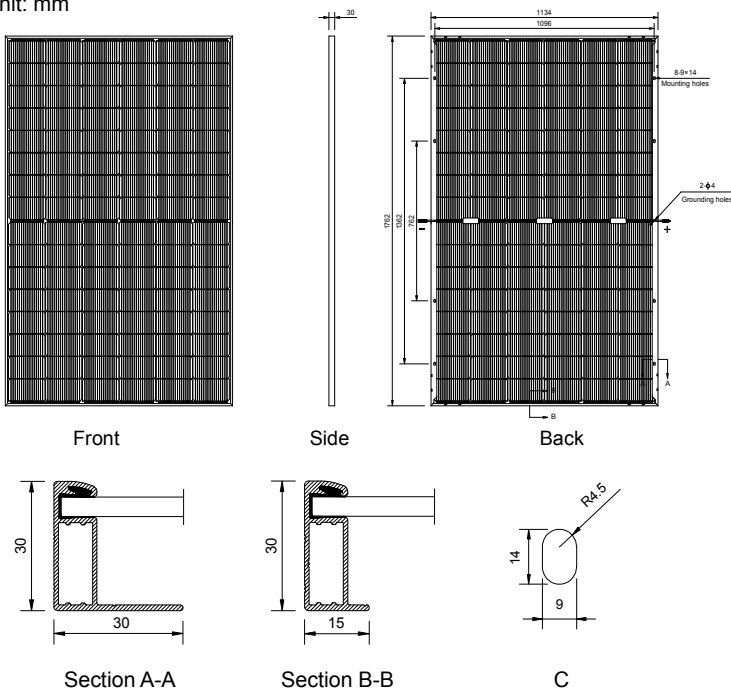 nit: mm
30
1134
1096
8-9×14
Mounting holes
2-ϕ4
Grounding holes
1762
1362
762
-
+
A
A
B
B
Front
Side
Back
30
30
30
15
R4.5
14
9
Section A-A
Section B-B
C